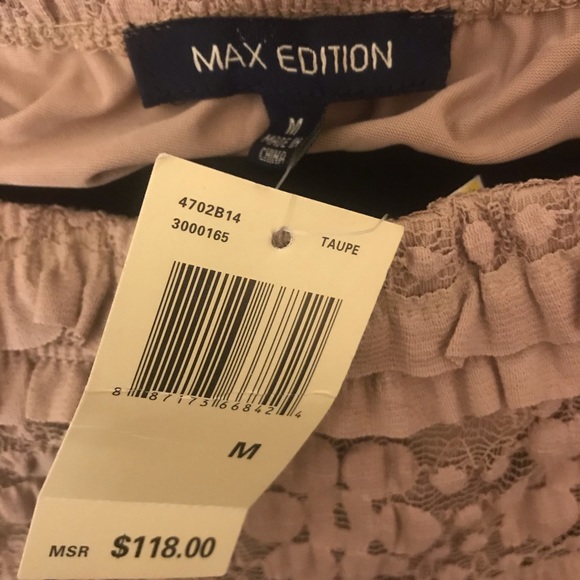 MAX EDITION
M
MADE IN
CHINA
4702B14
3000165
TAUPE
8 87173 66842 4
M
MSR $118.00